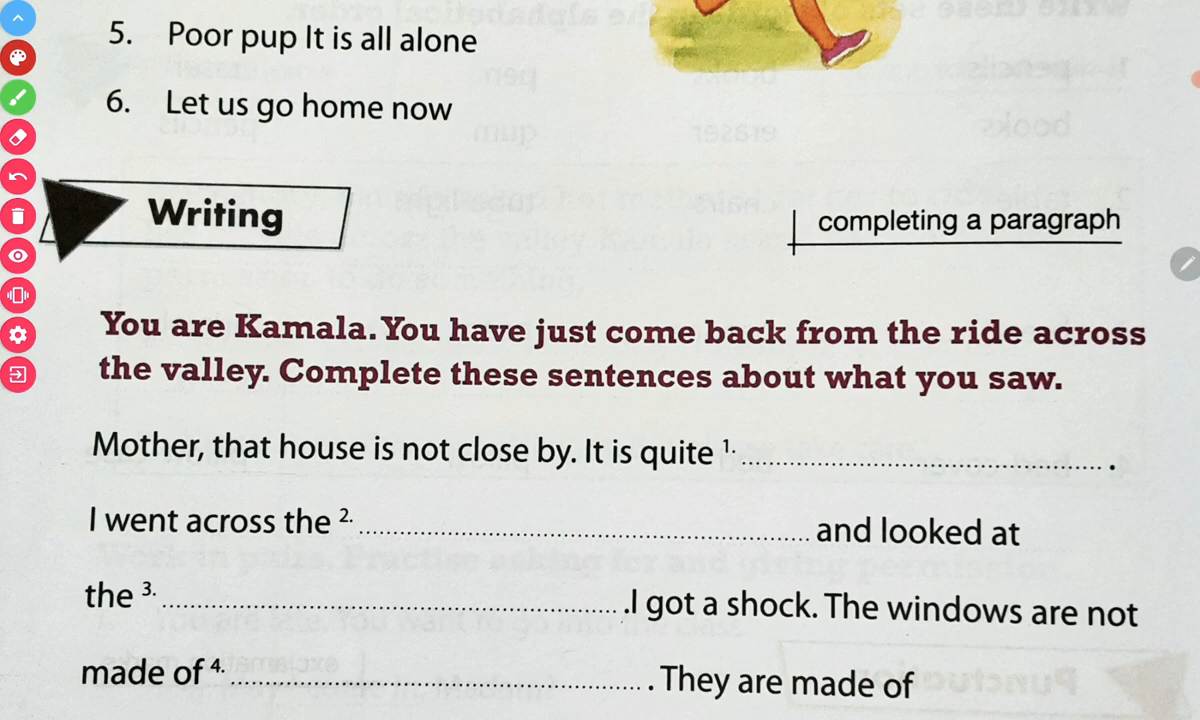 5. Poor pup It is all alone
6. Let us go home now
Writing
completing a paragraph
You are Kamala. You have just come back from the ride across
the valley. Complete these sentences about what you saw.
Mother, that house is not close by. It is quite 1. .
I went across the 2. and looked at
the 3. .I got a shock. The windows are not
made of 4. . They are made of